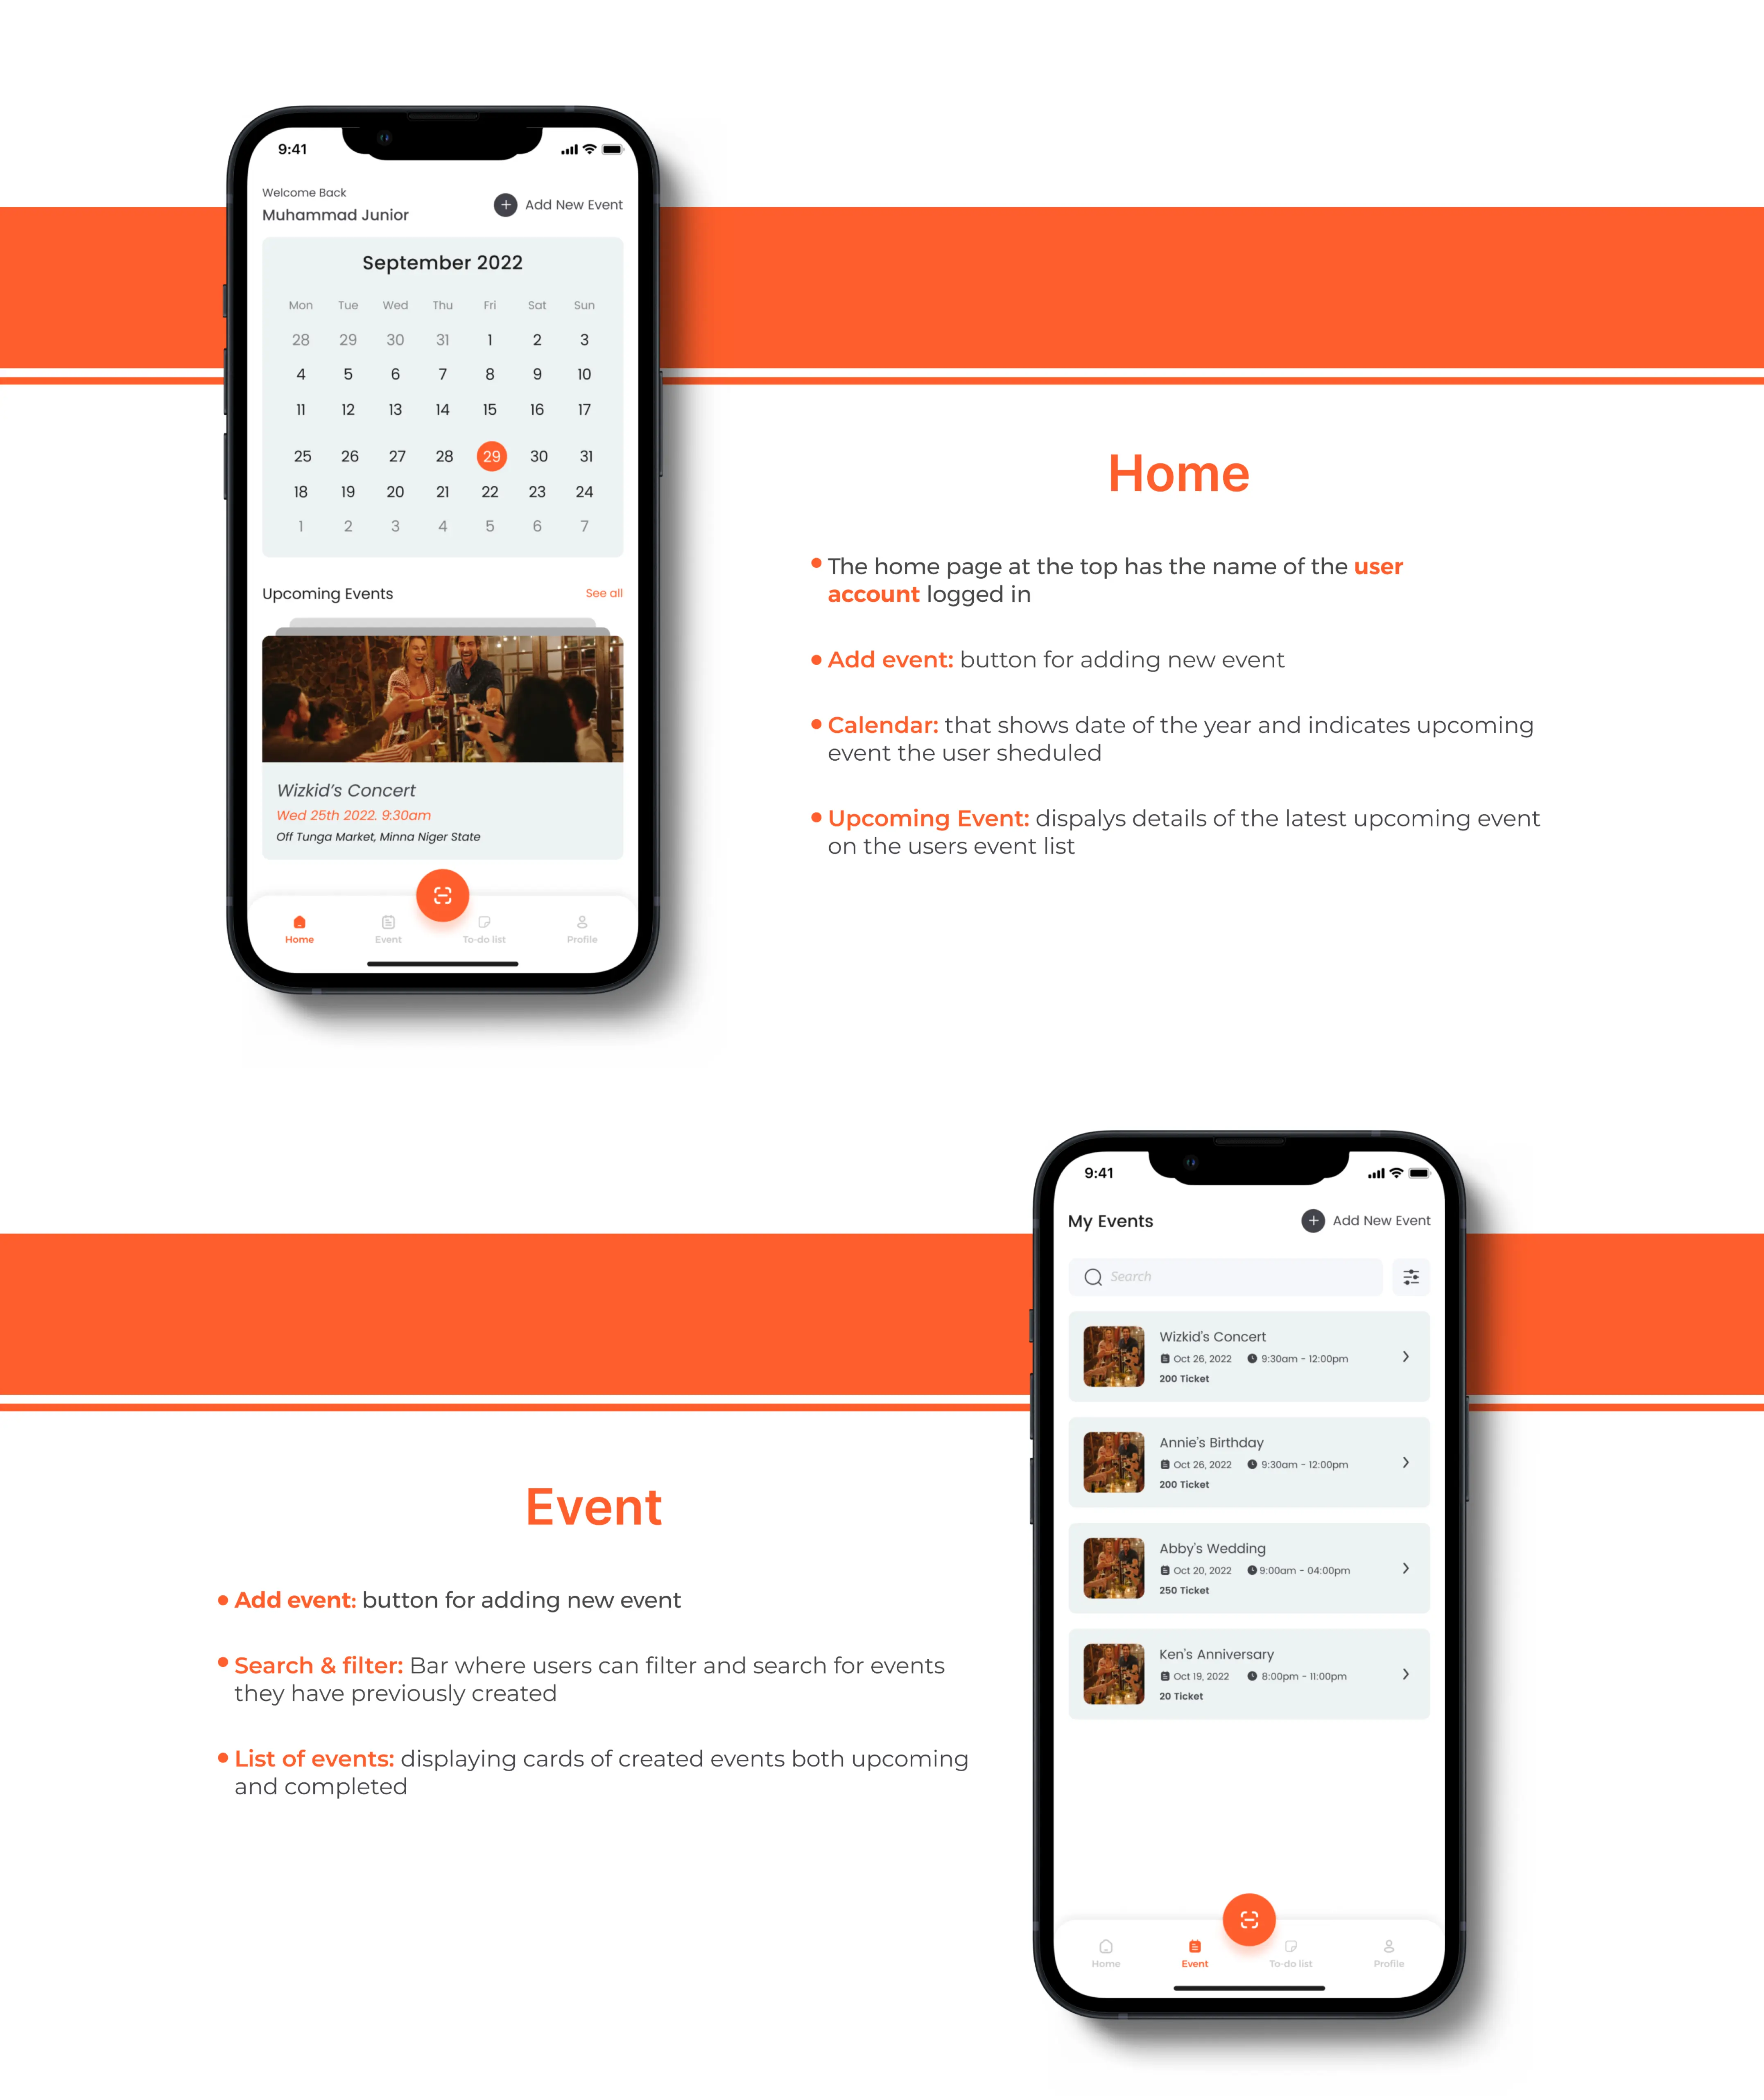 9:41
Welcome Back
Muhammad Junior
Add New Event
September 2022
Mon Tue Wed Thu Fri Sat Sun
28 29 30 31 1 2 3
4 5 6 7 8 9 10
11 12 13 14 15 16 17
25 26 27 28 29 30 31
18 19 20 21 22 23 24
1 2 3 4 5 6 7
Upcoming Events See all
Wizkid's Concert
Wed 25th 2022. 9:30am
Off Tunga Market, Minna Niger State
Home Event To-do list Profile
Home
The home page at the top has the name of the user
account logged in
Add event: button for adding new event
Calendar: that shows date of the year and indicates upcoming
event the user sheduled
Upcoming Event: dispalys details of the latest upcoming event
on the users event list
Event
Add event: button for adding new event
Search & filter: Bar where users can filter and search for events
they have previously created
List of events: displaying cards of created events both upcoming
and completed
9:41
My Events Add New Event
Search
Wizkid's Concert
Oct 26, 2022 9:30am - 12:00pm
200 Ticket
Annie's Birthday
Oct 26, 2022 9:30am - 12:00pm
200 Ticket
Abby's Wedding
Oct 20, 2022 9:00am - 04:00pm
250 Ticket
Ken's Anniversary
Oct 19, 2022 8:00pm - 11:00pm
20 Ticket
Home Event To-do list Profile